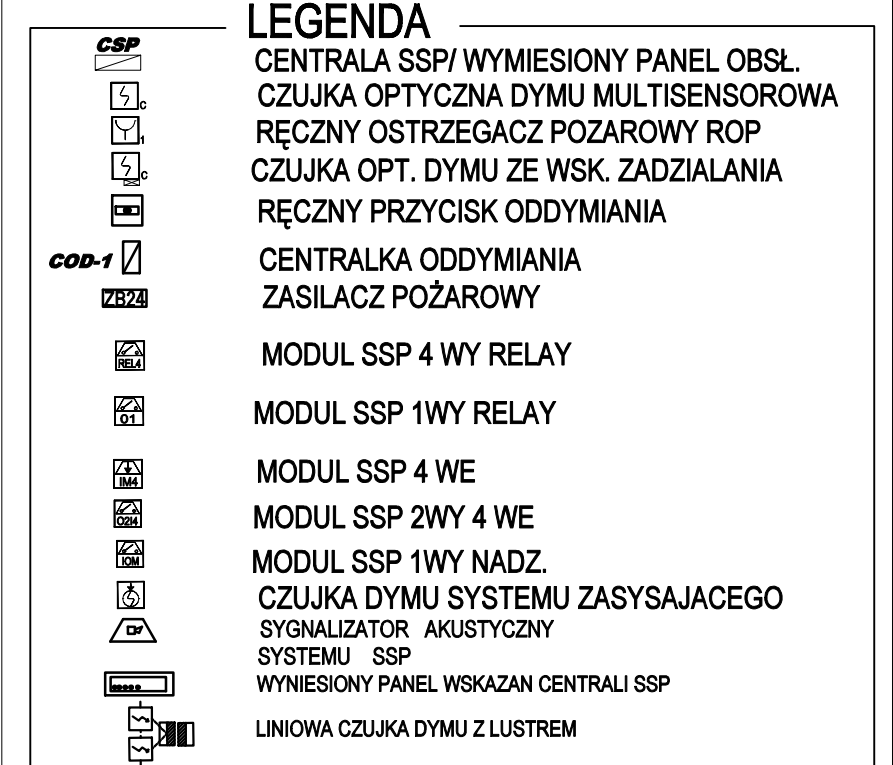 LEGENDA
CSP CENTRALA SSP/ WYMIESIONY PANEL OBSŁ.
C CZUJKA OPTYCZNA DYMU MULTISENSOROWA
1 RĘCZNY OSTRZEGACZ POZAROWY ROP
C CZUJKA OPT. DYMU ZE WSK. ZADZIALANIA
RĘCZNY PRZYCISK ODDYMIANIA
COD-1 CENTRALKA ODDYMIANIA
ZB24 ZASILACZ POŻAROWY
REL4 MODUL SSP 4 WY RELAY
O1 MODUL SSP 1WY RELAY
IM4 MODUL SSP 4 WE
O2I4 MODUL SSP 2WY 4 WE
IOM MODUL SSP 1WY NADZ.
CZUJKA DYMU SYSTEMU ZASYSAJACEGO
SYGNALIZATOR AKUSTYCZNY
SYSTEMU SSP
WYNIESIONY PANEL WSKAZAN CENTRALI SSP
LINIOWA CZUJKA DYMU Z LUSTREM